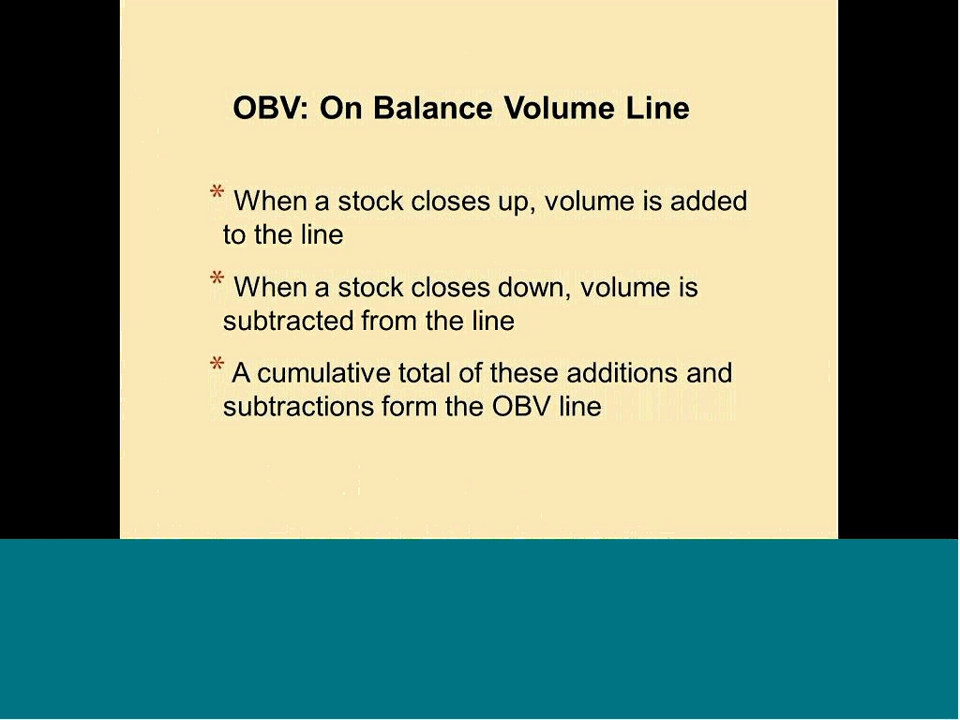 OBV: On Balance Volume Line
* When a stock closes up, volume is added
to the line
* When a stock closes down, volume is
subtracted from the line
* A cumulative total of these additions and
subtractions form the OBV line